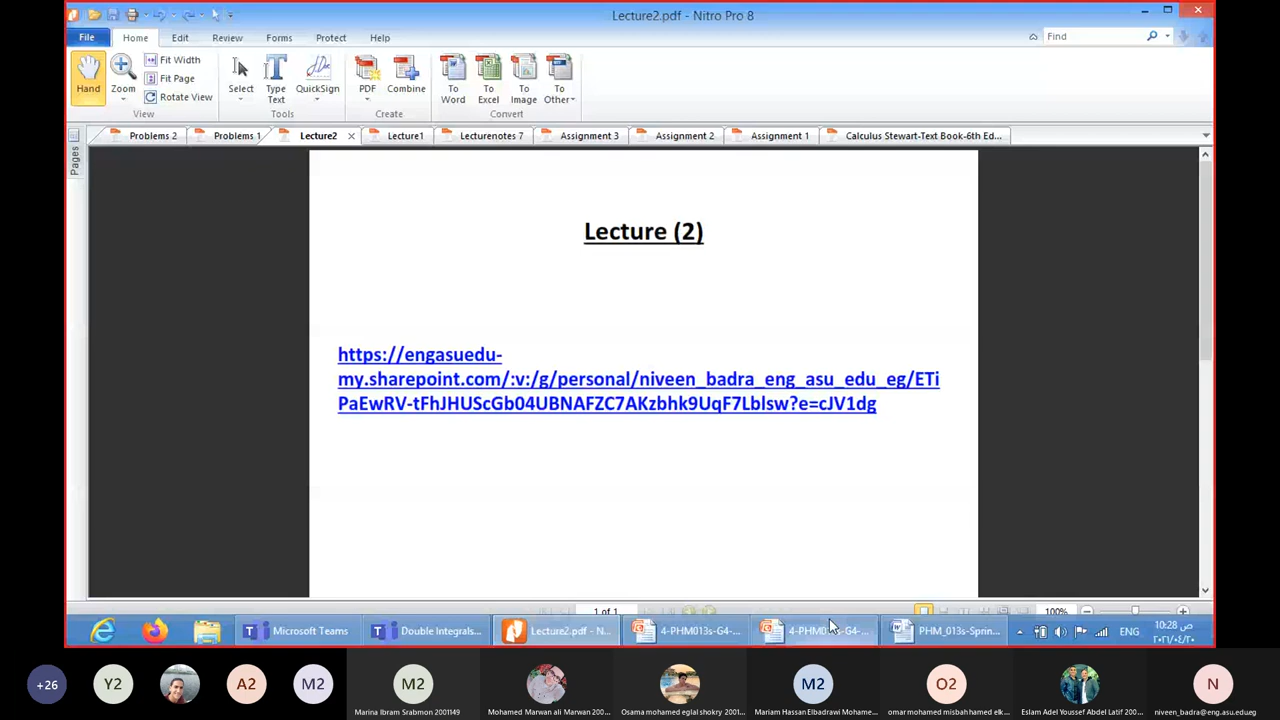 Lecture2.pdf - Nitro Pro 8
File Home Edit Review Forms Protect Help Find
Hand Zoom Fit Width Fit Page Rotate View
View
Select Type Text QuickSign
Tools
PDF Combine
Create
To Word To Excel To Image To Other
Convert
Problems 2 Problems 1 Lecture2 Lecture1 Lecturenotes 7 Assignment 3 Assignment 2 Assignment 1 Calculus Stewart-Text Book-6th Ed...
Pages
Lecture (2)
https://engasuedu-
my.sharepoint.com/:v:/g/personal/niveen_badra_eng_asu_edu_eg/ETi
PaEwRV-tFhJHUScGb04UBNAFZC7AKzbhk9UqF7Lblsw?e=cJV1dg
1 of 1 100%
Microsoft Teams Double Integrals... Lecture2.pdf - N... 4-PHM013s-G4-... PHM_013s-Sprin... ENG
10:28 ص
٢٠٢١/٠٤/٢٠
+26 Y2 A2 M2 M2 M2 O2 N
Marina Ibram Srabmon 2001149 Mohamed Marwan ali Marwan 200... Osama mohamed eglal shokry 2001... Mariam Hassan Elbadrawi Mohame... omar mohamed misbah hamed elk... Eslam Adel Youssef Abdel Latif 200... niveen_badra@eng.asu.edueg